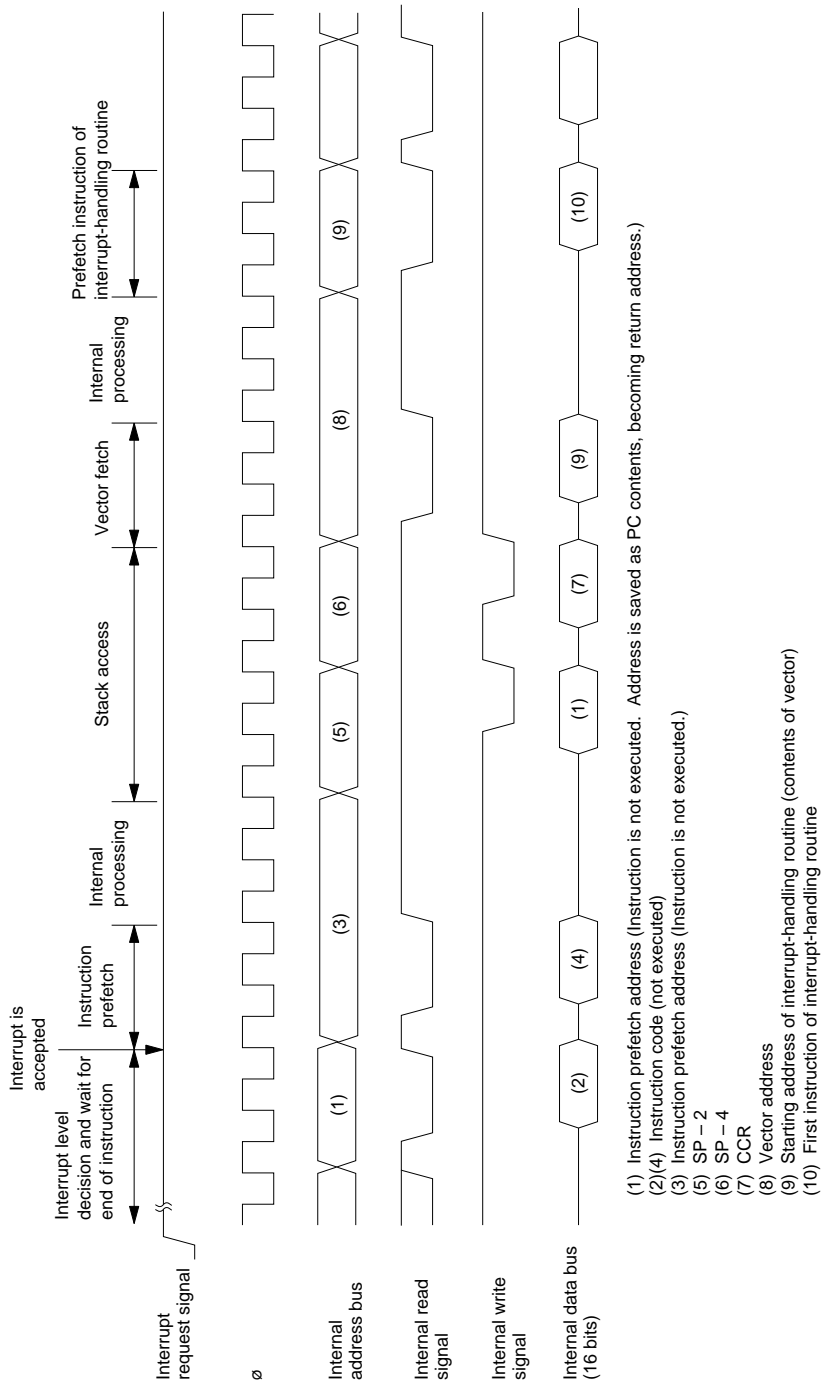 Interrupt is
accepted
Interrupt level
decision and wait for
end of instruction
Instruction
prefetch
Internal
processing
Stack access
Vector fetch
Internal
processing
Prefetch instruction of
interrupt-handling routine
Interrupt
request signal
ø
Internal
address bus
(1)
(3)
(5)
(6)
(8)
(9)
Internal read
signal
Internal write
signal
Internal data bus
(16 bits)
(2)
(4)
(1)
(7)
(9)
(10)
(1) Instruction prefetch address (Instruction is not executed. Address is saved as PC contents, becoming return address.)
(2)(4) Instruction code (not executed)
(3) Instruction prefetch address (Instruction is not executed.)
(5) SP – 2
(6) SP – 4
(7) CCR
(8) Vector address
(9) Starting address of interrupt-handling routine (contents of vector)
(10) First instruction of interrupt-handling routine